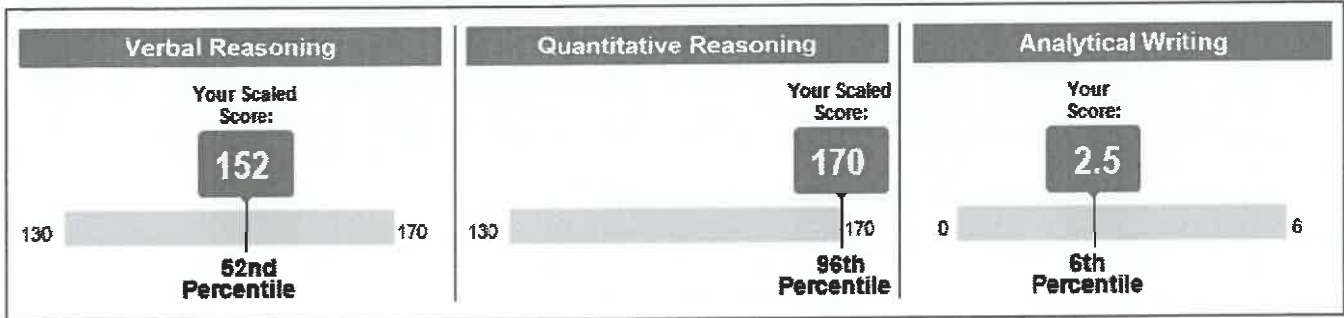 Verbal Reasoning
Your Scaled
Score:
152
130
170
52nd
Percentile
Quantitative Reasoning
Your Scaled
Score:
170
130
170
96th
Percentile
Analytical Writing
Your
Score:
2.5
0
6
6th
Percentile